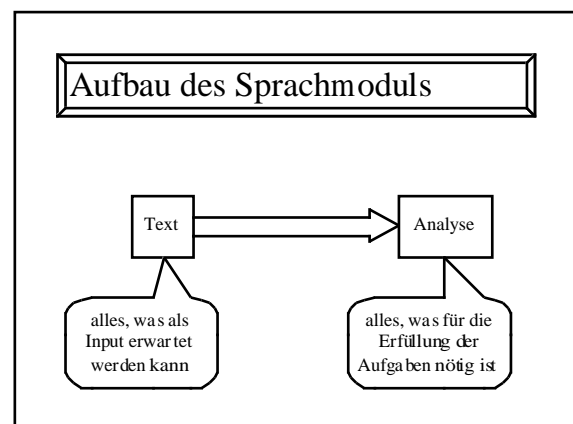 Aufbau des Sprachmoduls
Text
Analyse
alles, was als
Input erwartet
werden kann
alles, was für die
Erfüllung der
Aufgaben nötig ist